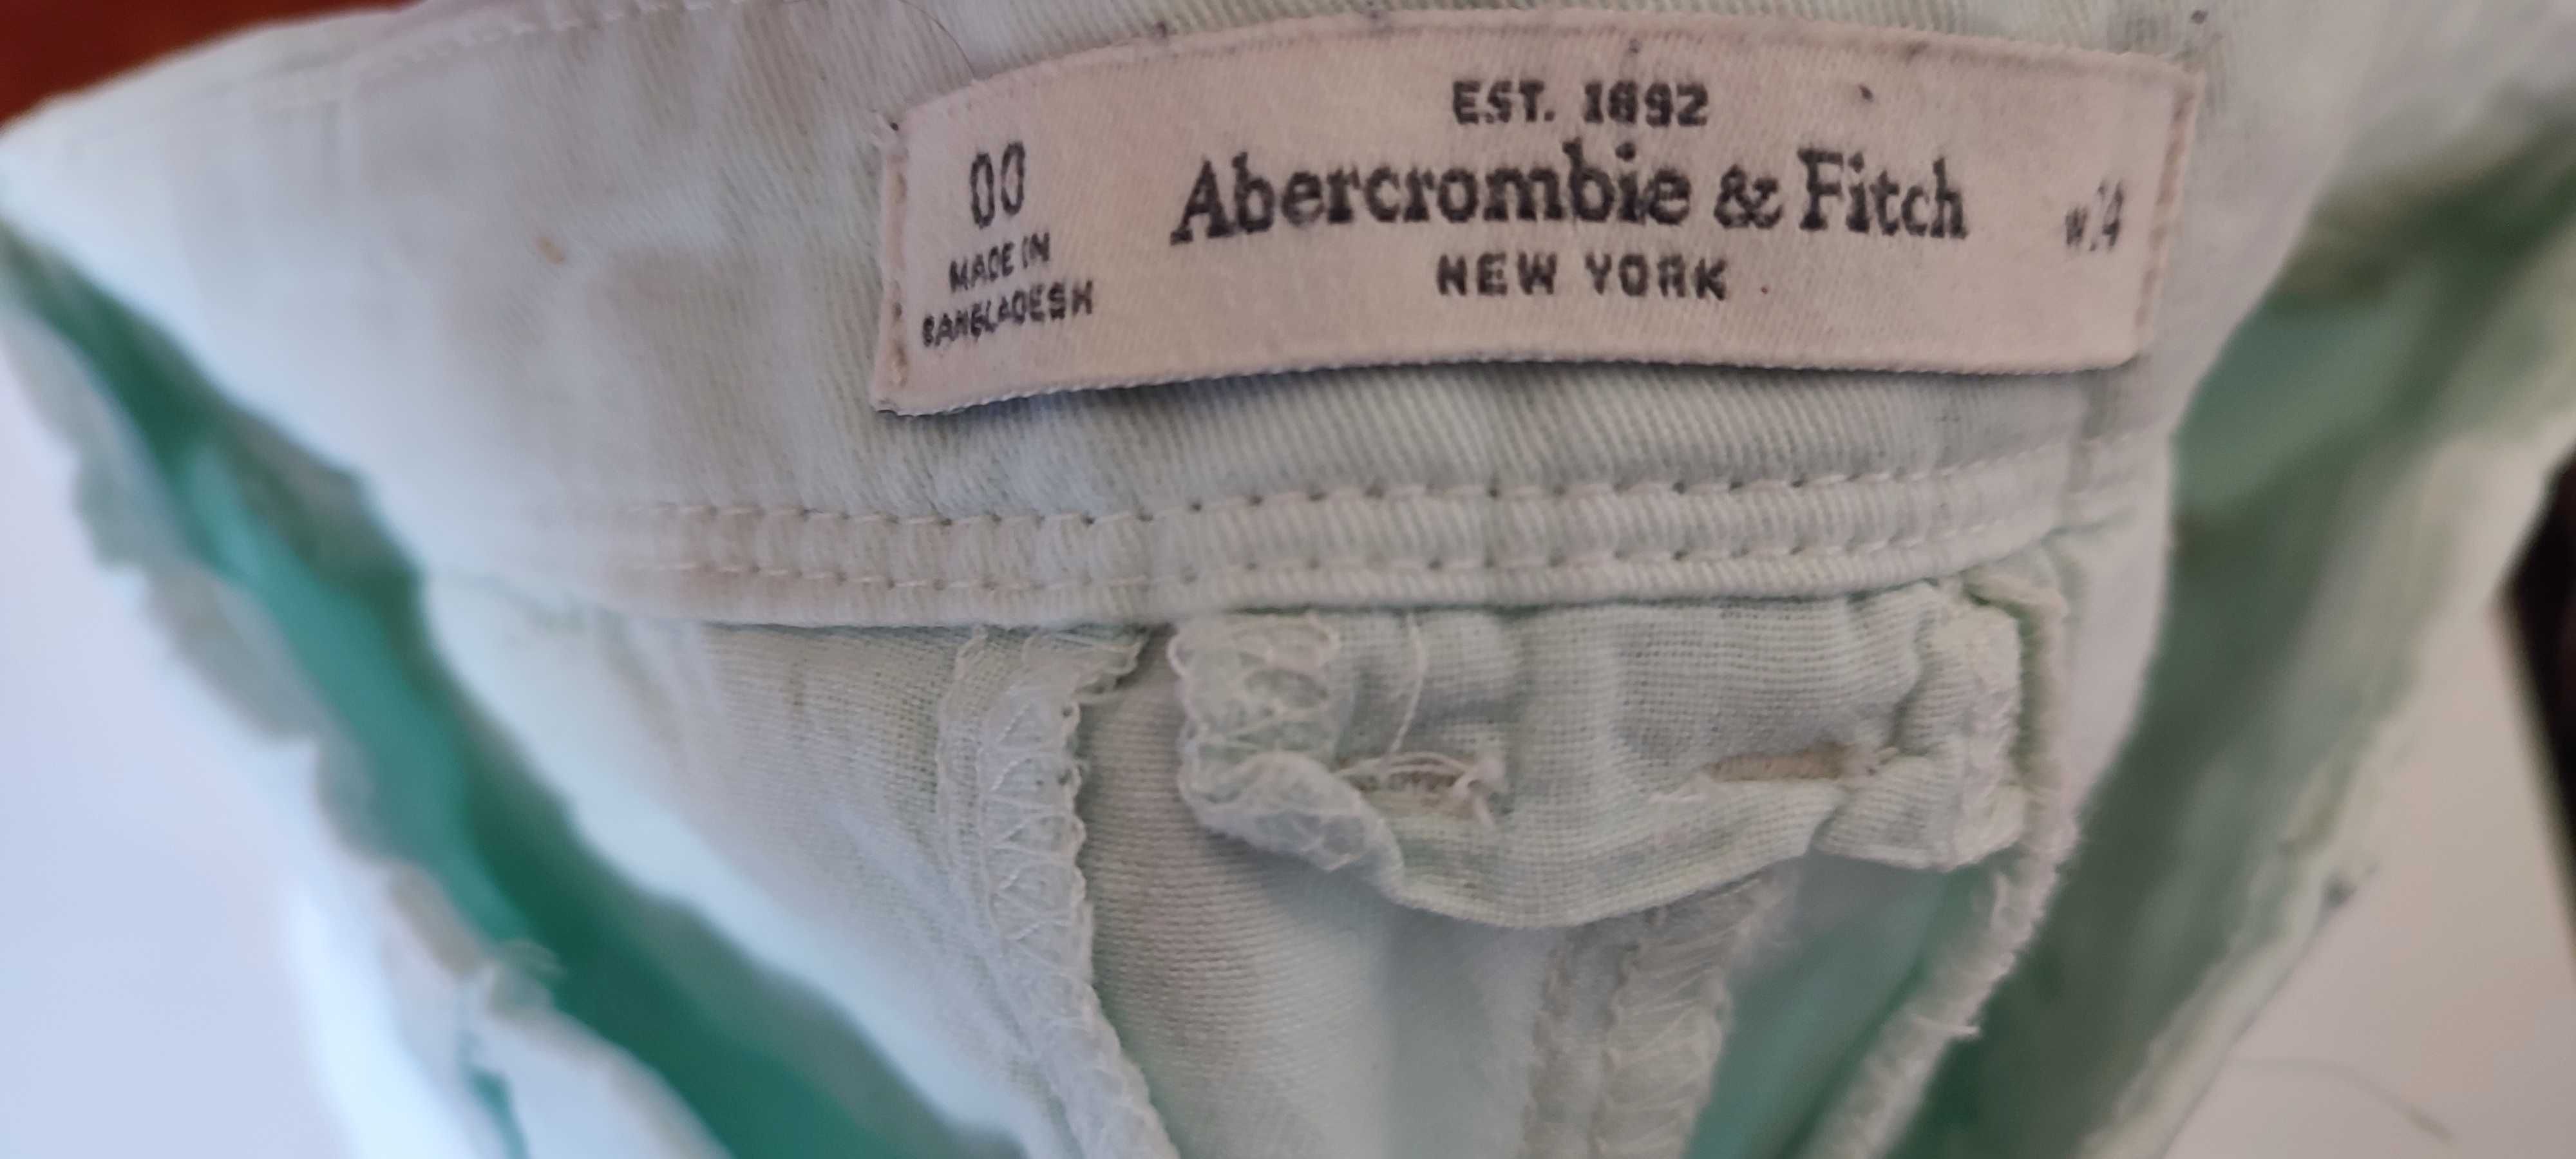 EST. 1892
Abercrombie & Fitch
NEW YORK
00
MADE IN
BANGLADESH